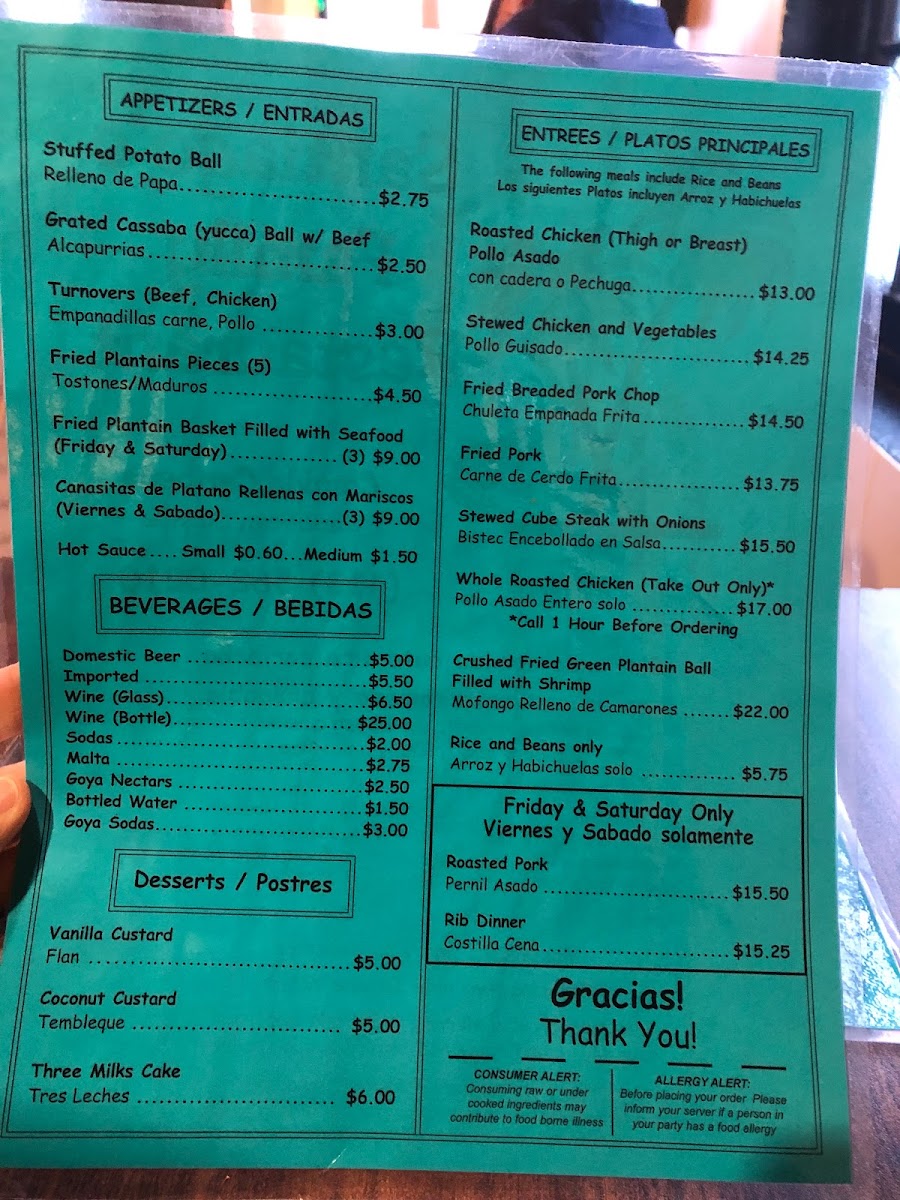 APPETIZERS / ENTRADAS
Stuffed Potato Ball
Relleno de Papa..............................$2.75
Grated Cassaba (yucca) Ball w/ Beef
Alcapurrias..................................$2.50
Turnovers (Beef, Chicken)
Empanadillas carne, Pollo ................$3.00
Fried Plantains Pieces (5)
Tostones/Maduros ........................$4.50
Fried Plantain Basket Filled with Seafood
(Friday & Saturday)................ (3) $9.00
Canasitas de Platano Rellenas con Mariscos
(Viernes & Sabado)..................(3) $9.00
Hot Sauce.... Small $0.60...Medium $1.50
BEVERAGES / BEBIDAS
Domestic Beer ...........................$5.00
Imported .................................$5.50
Wine (Glass)..............................$6.50
Wine (Bottle)........................... $25.00
Sodas .....................................$2.00
Malta .....................................$2.75
Goya Nectars ............................$2.50
Bottled Water ...........................$1.50
Goya Sodas...............................$3.00
Desserts / Postres
Vanilla Custard
Flan .......................................$5.00
Coconut Custard
Tembleque ............................... $5.00
Three Milks Cake
Tres Leches .............................. $6.00
ENTREES / PLATOS PRINCIPALES
The following meals include Rice and Beans
Los siguientes Platos incluyen Arroz y Habichuelas
Roasted Chicken (Thigh or Breast)
Pollo Asado
con cadera o Pechuga.................. $13.00
Stewed Chicken and Vegetables
Pollo Guisado............................$14.25
Fried Breaded Pork Chop
Chuleta Empanada Frita ............... $14.50
Fried Pork
Carne de Cerdo Frita..................$13.75
Stewed Cube Steak with Onions
Bistec Encebollado en Salsa...........$15.50
Whole Roasted Chicken (Take Out Only)*
Pollo Asado Entero solo ...............$17.00
*Call 1 Hour Before Ordering
Crushed Fried Green Plantain Ball
Filled with Shrimp
Mofongo Relleno de Camarones .......$22.00
Rice and Beans only
Arroz y Habichuelas solo .............. $5.75
Friday & Saturday Only
Viernes y Sabado solamente
Roasted Pork
Pernil Asado ............................$15.50
Rib Dinner
Costilla Cena............................$15.25
Gracias!
Thank You!
CONSUMER ALERT:
Consuming raw or under
cooked ingredients may
contribute to food borne illness
ALLERGY ALERT:
Before placing your order Please
inform your server if a person in
your party has a food allergy